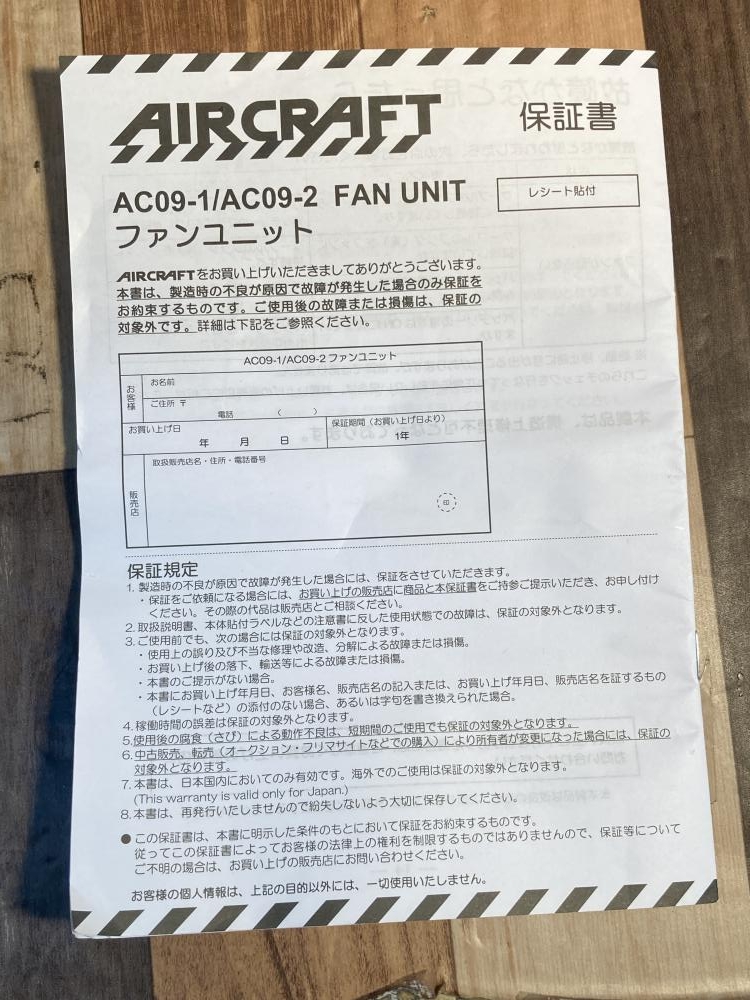 AIRCRAFT
保証書
AC09-1/AC09-2 FAN UNIT
ファンユニット
レシート貼付
AIRCRAFTをお買い上げいただきましてありがとうございます。
本書は、製造時の不良が原因で故障が発生した場合のみ保証を
お約束するものです。ご使用後の故障または損傷は、保証の
対象外です。詳細は下記をご参照ください。
AC09-1/AC09-2 ファンユニット
お客様
お名前
ご住所 〒
電話 ( )
お買い上げ日
年 月 日
保証期間（お買い上げ日より）
1年
販売店
取扱販売店名・住所・電話番号
印
保証規定
1. 製造時の不良が原因で故障が発生した場合には、保証をさせていただきます。
・保証をご依頼になる場合には、お買い上げの販売店に商品と本保証書をご持参ご提示いただき、お申し付け
ください。その際の代品は販売店とご相談ください。
2. 取扱説明書、本体貼付ラベルなどの注意書に反した使用状態での故障は、保証の対象外となります。
3. ご使用前でも、次の場合には保証の対象外となります。
・使用上の誤り及び不当な修理や改造、分解による故障または損傷。
・お買い上げ後の落下、輸送等による故障または損傷。
・本書のご提示がない場合。
・本書にお買い上げ年月日、お客様名、販売店名の記入または、お買い上げ年月日、販売店名を証するもの
（レシートなど）の添付のない場合、あるいは字句を書き換えられた場合。
4. 稼働時間の誤差は保証の対象外となります。
5. 使用後の腐食（さび）による動作不良は、短期間のご使用でも保証の対象外となります。
6. 中古販売、転売（オークション・フリマサイトなどでの購入）により所有者が変更になった場合には、保証の
対象外となります。
7. 本書は、日本国内においてのみ有効です。海外でのご使用は保証の対象外となります。
(This warranty is valid only for Japan.)
8. 本書は、再発行いたしませんので紛失しないよう大切に保存してください。
● この保証書は、本書に明示した条件のもとにおいて保証をお約束するものです。
従ってこの保証書によってお客様の法律上の権利を制限するものではありませんので、保証等について
ご不明の場合は、お買い上げの販売店にお問い合わせください。
お客様の個人情報は、上記の目的以外には、一切使用いたしません。